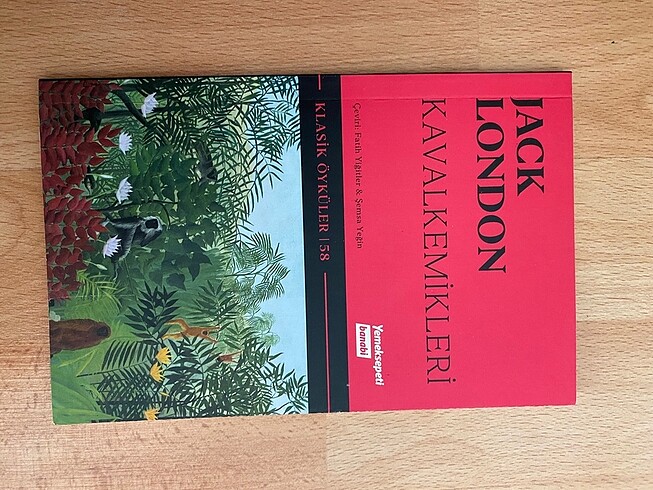 JACK
LONDON
KAVALKEMİKLERİ
Çeviri: Fatih Yiğitler & Şemsa Yeğin
Yemeksepeti
banabi
KLASİK ÖYKÜLER | 58